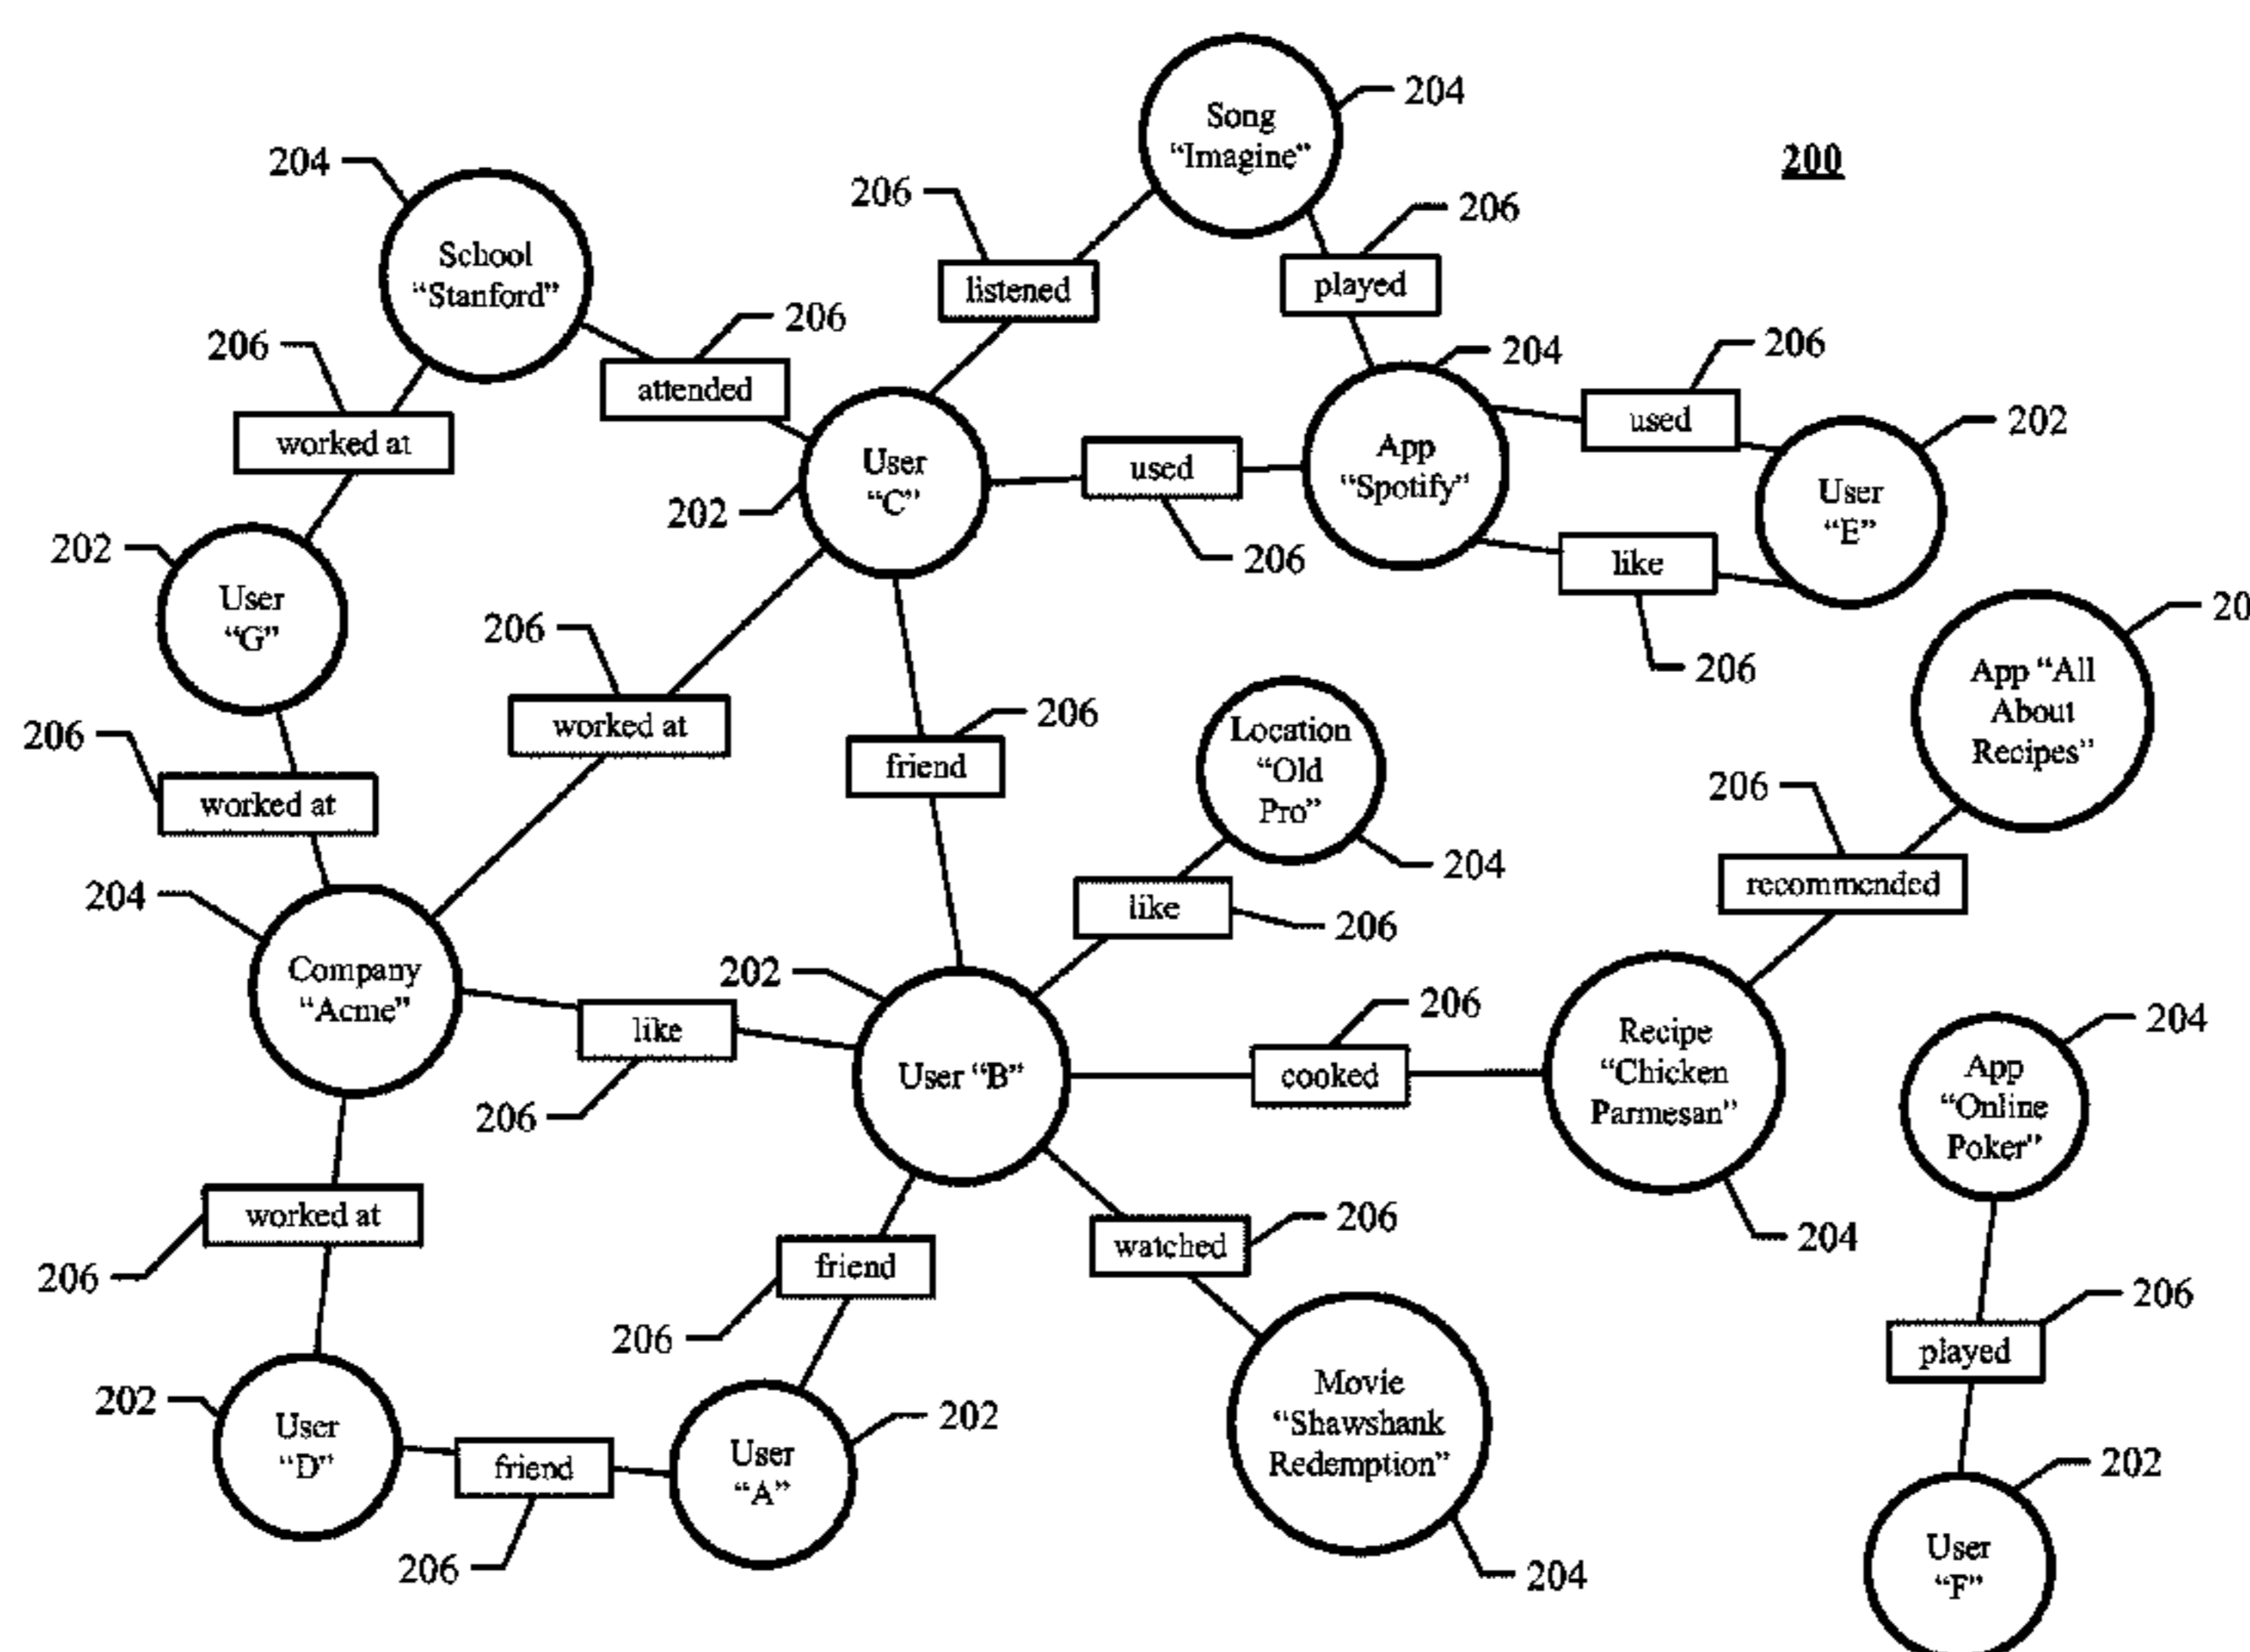 204
Song
“Imagine”
200
204
School
“Stanford”
206
listened
206
played
206
attended
206
worked at
204
App
“Spotify”
206
used
202
User
“E”
User
“C”
202
used
206
like
206
202
User
“G”
206
worked at
206
friend
Location
“Old
Pro”
204
20
App “All
About
Recipes”
206
worked at
206
recommended
204
Company
“Acme”
like
206
202
User “B”
like
206
206
cooked
Recipe
“Chicken
Parmesan”
204
204
App
“Online
Poker”
worked at
206
friend
206
watched
206
206
played
202
User
“D”
friend
206
202
User
“A”
Movie
“Shawshank
Redemption”
204
202
User
“F”